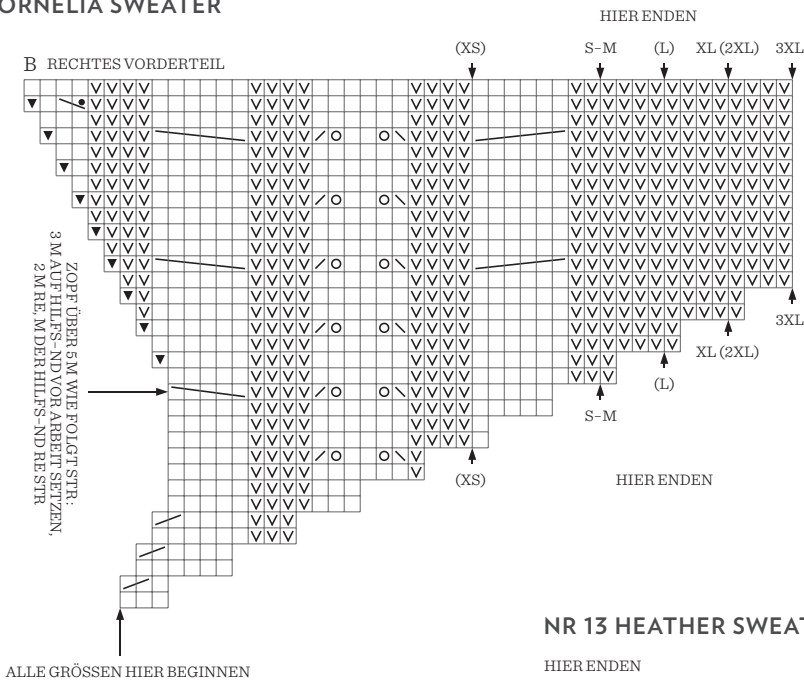 ORNELIA SWEATER
HIER ENDEN
(XS) S-M (L) XL (2XL) 3XL
B RECHTES VORDERTEIL
ZOPF ÜBER 5 M WIE FOLGT STR:
3 M AUF HILFS-ND VOR ARBEIT SETZEN,
2 M RE, M DER HILFS-ND RE STR
3XL
XL (2XL)
(L)
S-M
(XS)
HIER ENDEN
ALLE GRÖSSEN HIER BEGINNEN
NR 13 HEATHER SWEAT
HIER ENDEN